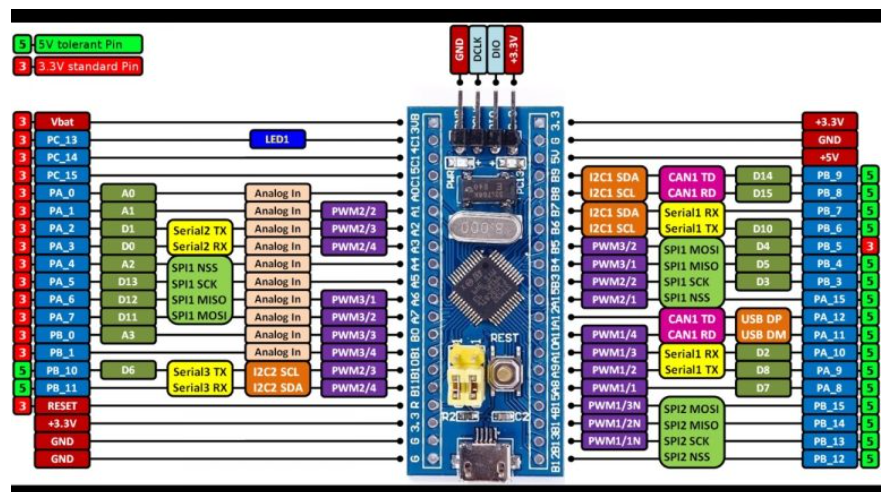 5 5V tolerant Pin
3 3.3V standard Pin
GND DCLK DIO +3.3V
3 Vbat
3 PC_13 LED1
3 PC_14
3 PC_15
3 PA_0 A0 Analog In
3 PA_1 A1 Analog In PWM2/2
3 PA_2 D1 Serial2 TX Analog In PWM2/3
3 PA_3 D0 Serial2 RX Analog In PWM2/4
3 PA_4 A2 SPI1 NSS Analog In
3 PA_5 D13 SPI1 SCK Analog In
3 PA_6 D12 SPI1 MISO Analog In PWM3/1
3 PA_7 D11 SPI1 MOSI Analog In PWM3/2
3 PB_0 A3 Analog In PWM3/3
3 PB_1 Analog In PWM3/4
5 PB_10 D6 Serial3 TX I2C2 SCL PWM2/3
5 PB_11 Serial3 RX I2C2 SDA PWM2/4
3 RESET
+3.3V
GND
GND
VB
C13
C14
C15
A0
A1
A2
A3
A4
A5
A6
A7
B0
B1
B10
B11
R
3.3
G
G
PWR
PC13
8.000
REST
R2
C2
3.3
G
5V
B9
B8
B7
B6
B5
B4
B3
A15
A12
A11
A10
A9
A8
B15
B14
B13
B12
+3.3V
GND
+5V
I2C1 SDA CAN1 TD D14 PB_9 5
I2C1 SCL CAN1 RD D15 PB_8 5
I2C1 SDA Serial1 RX PB_7 5
I2C1 SCL Serial1 TX D10 PB_6 5
PWM3/2 SPI1 MOSI D4 PB_5 3
PWM3/1 SPI1 MISO D5 PB_4 5
PWM2/2 SPI1 SCK D3 PB_3 5
PWM2/1 SPI1 NSS PA_15 5
CAN1 TD USB DP PA_12 5
PWM1/4 CAN1 RD USB DM PA_11 5
PWM1/3 Serial1 RX D2 PA_10 5
PWM1/2 Serial1 TX D8 PA_9 5
PWM1/1 D7 PA_8 5
PWM1/3N SPI2 MOSI PB_15 5
PWM1/2N SPI2 MISO PB_14 5
PWM1/1N SPI2 SCK PB_13 5
SPI2 NSS PB_12 5